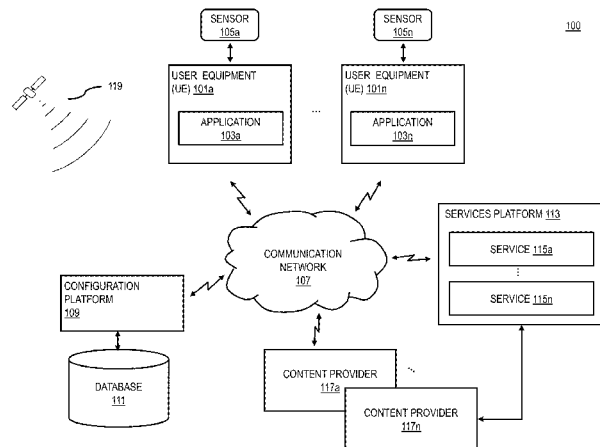 SENSOR
105a
SENSOR
105n
100
119
USER EQUIPMENT
(UE) 101a
APPLICATION
103a
...
USER EQUIPMENT
(UE) 101n
APPLICATION
103n
SERVICES PLATFORM 113
SERVICE 115a
...
SERVICE 115n
COMMUNICATION
NETWORK
107
CONFIGURATION
PLATFORM
109
DATABASE
111
CONTENT PROVIDER
117a
...
CONTENT PROVIDER
117n